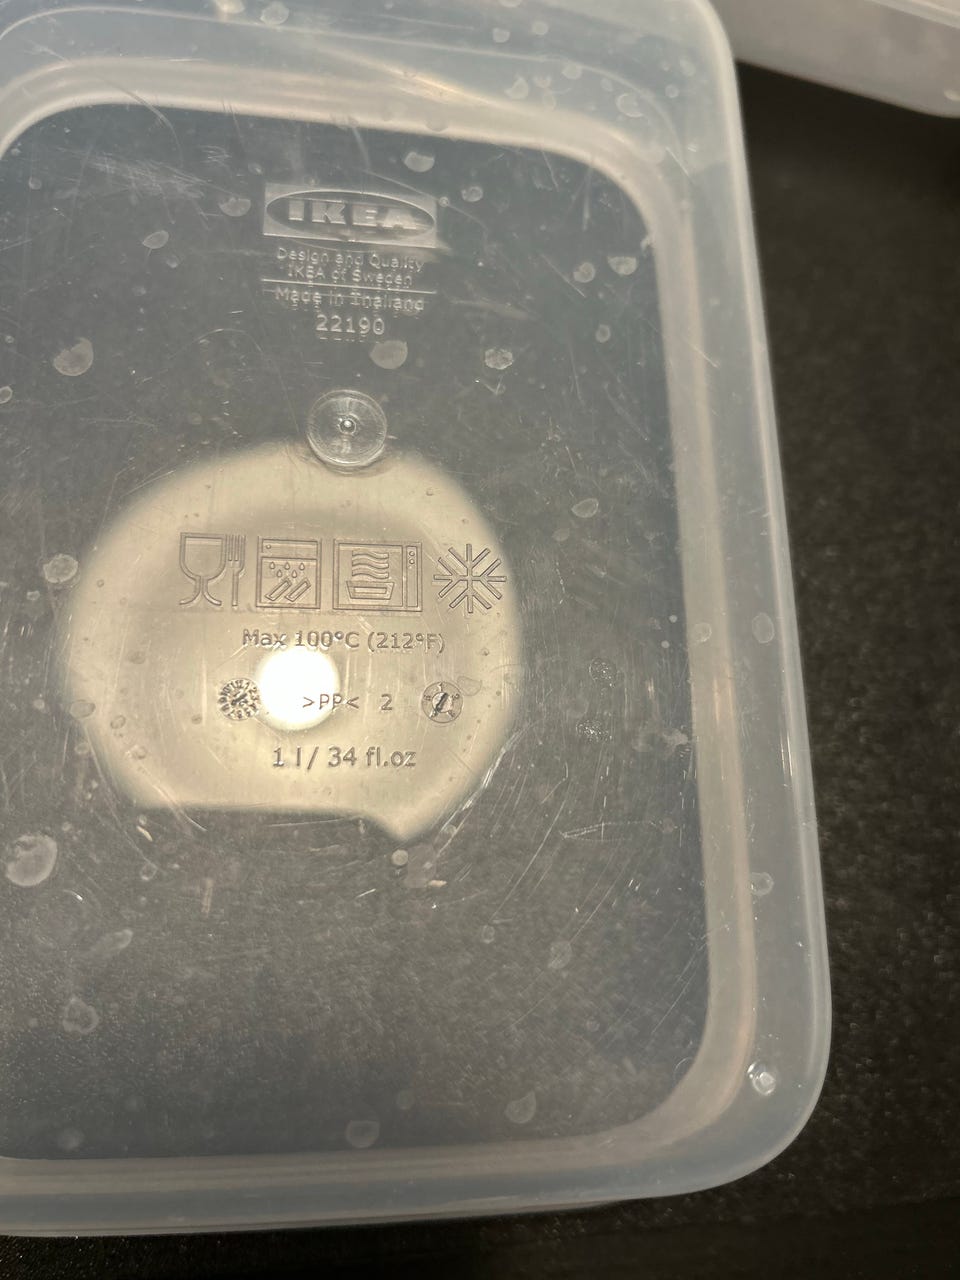 IKEA
Design and Quality
IKEA of Sweden
Made in Thailand
22190
Max 100°C (212°F)
>PP< 2
1 l/ 34 fl.oz